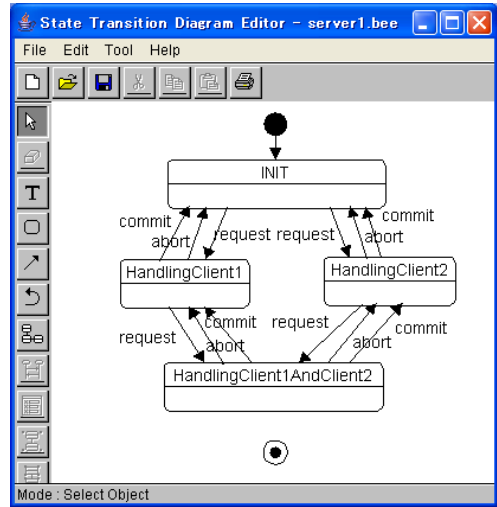 State Transition Diagram Editor - server1.bee
File Edit Tool Help
T
INIT
commit
abort
request request
abort
commit
HandlingClient1
HandlingClient2
request
commit
abort
request
abort
commit
HandlingClient1AndClient2
Mode : Select Object